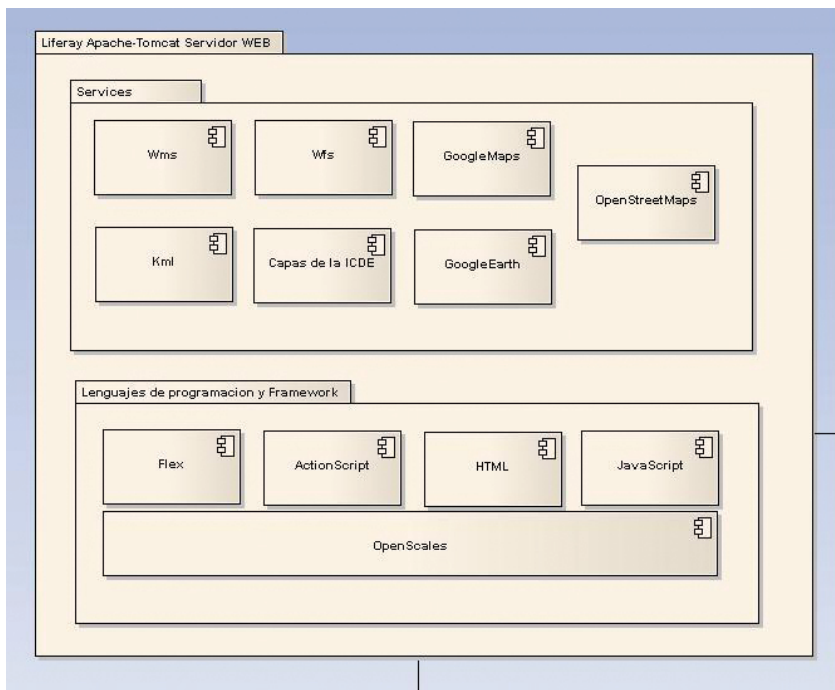 Liferay Apache-Tomcat Servidor WEB
Services
Wms
Wfs
GoogleMaps
OpenStreetMaps
Kml
Capas de la ICDE
GoogleEarth
Lenguajes de programacion y Framework
Flex
ActionScript
HTML
JavaScript
OpenScales